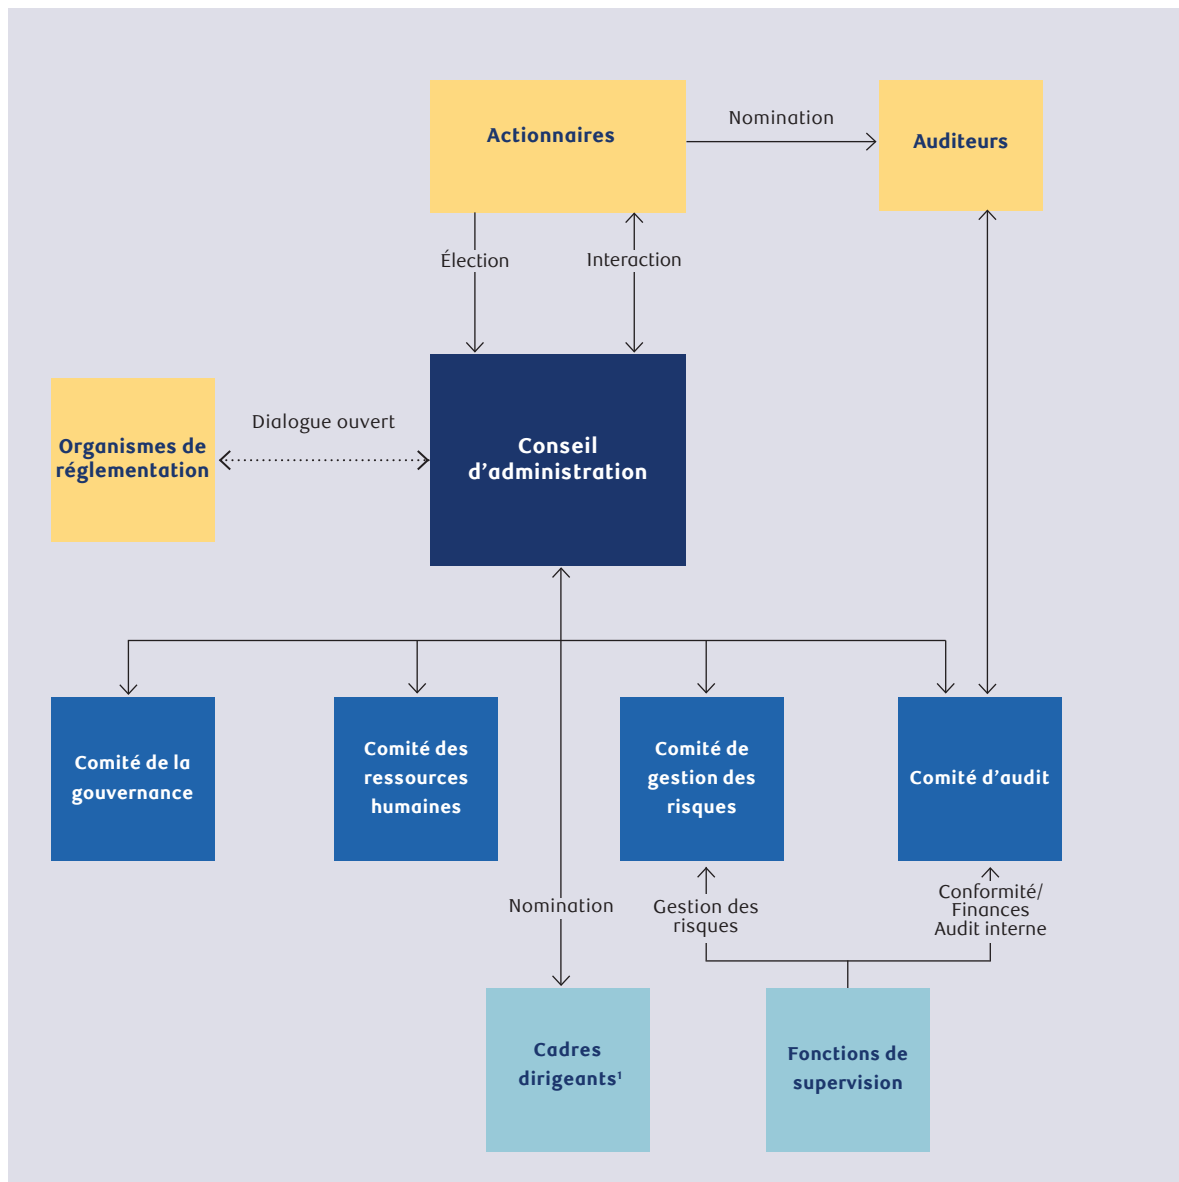 Actionnaires
Nomination
Auditeurs
Élection
Interaction
Organismes de
réglementation
Dialogue ouvert
Conseil
d'administration
Comité de la
gouvernance
Comité des
ressources
humaines
Comité de
gestion des
risques
Comité d'audit
Nomination
Gestion des
risques
Conformité/
Finances
Audit interne
Cadres
dirigeants¹
Fonctions de
supervision